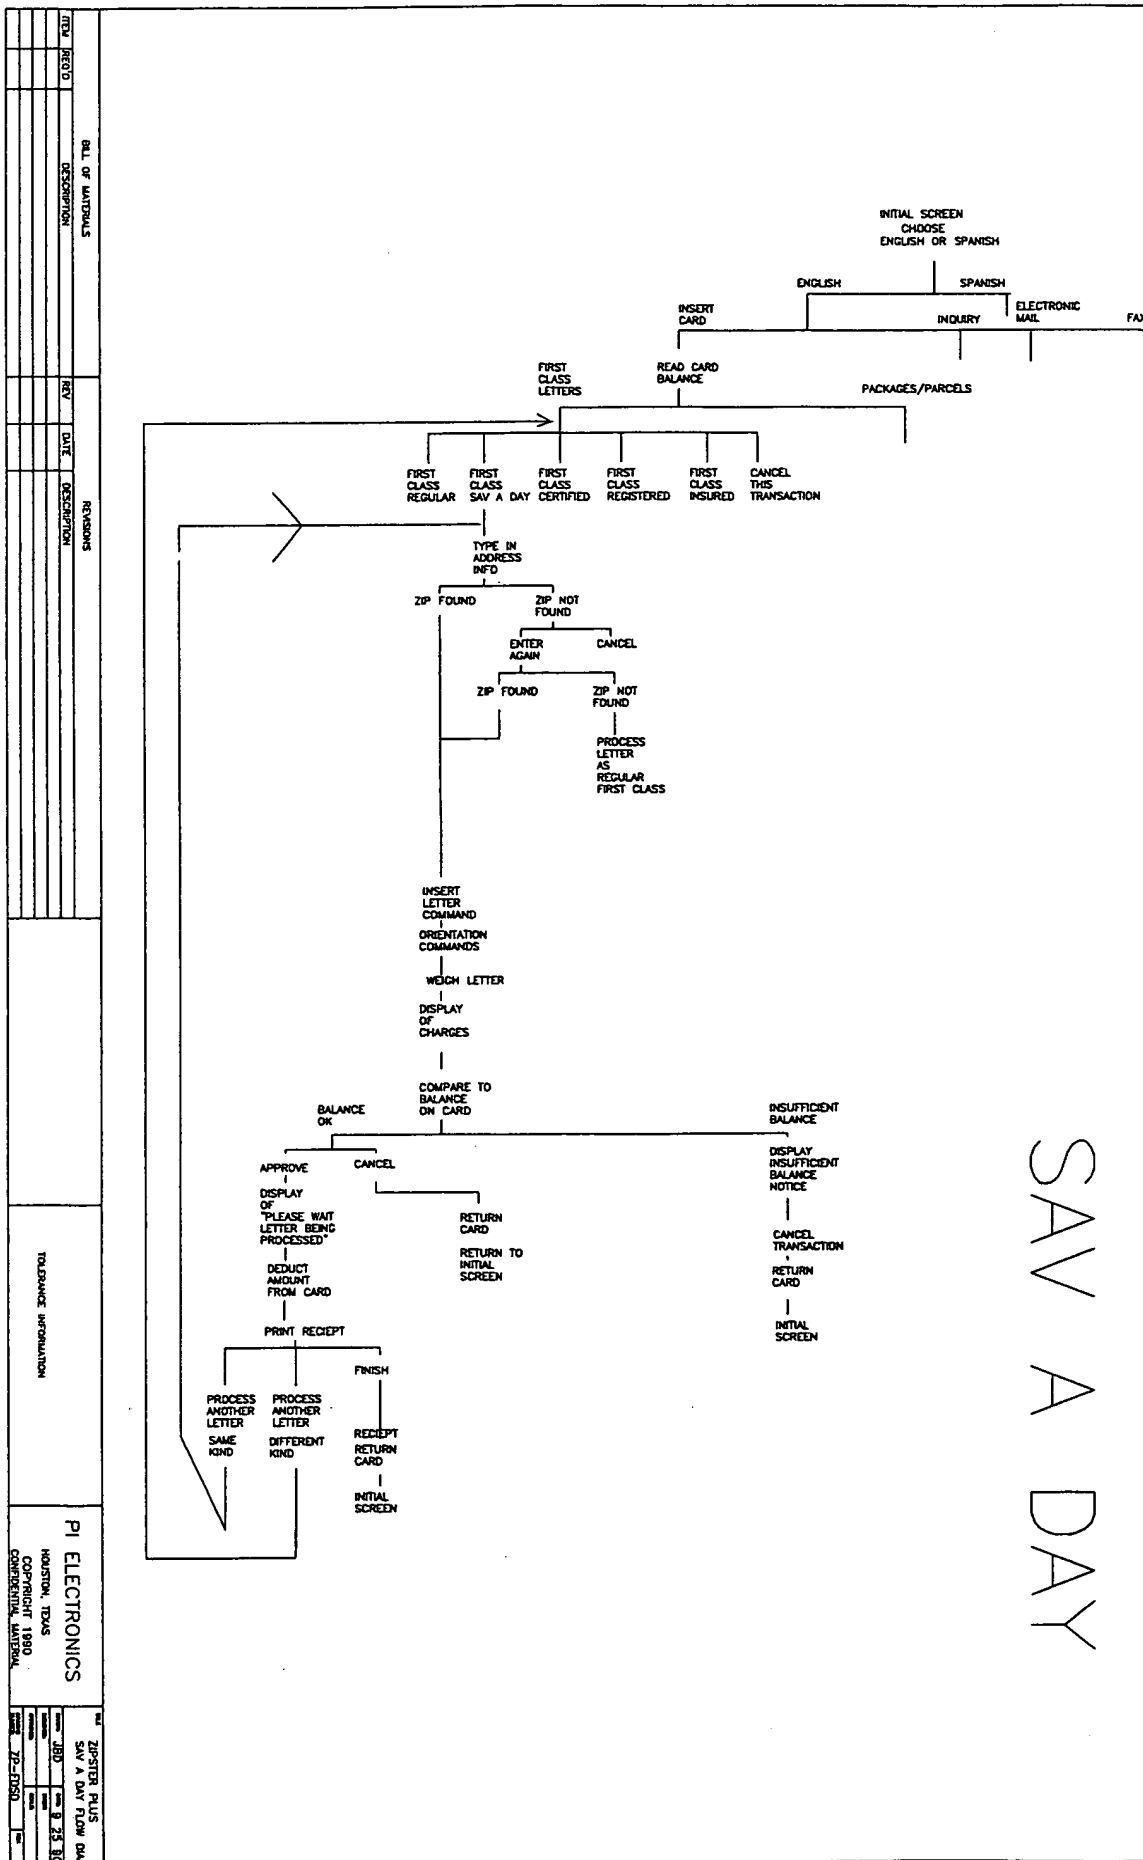 INITIAL SCREEN
CHOOSE
ENGLISH OR SPANISH
ENGLISH
SPANISH
INSERT
CARD
INQUIRY
ELECTRONIC
MAIL
FAX
FIRST
CLASS
LETTERS
READ CARD
BALANCE
PACKAGES/PARCELS
FIRST
CLASS
REGULAR
FIRST
CLASS
SAV A DAY
FIRST
CLASS
CERTIFIED
FIRST
CLASS
REGISTERED
FIRST
CLASS
INSURED
CANCEL
THIS
TRANSACTION
TYPE IN
ADDRESS
INFO
ZIP FOUND
ZIP NOT
FOUND
ENTER
AGAIN
CANCEL
ZIP FOUND
ZIP NOT
FOUND
PROCESS
LETTER
AS
REGULAR
FIRST CLASS
INSERT
LETTER
COMMAND
ORIENTATION
COMMANDS
WEIGH LETTER
DISPLAY
OF
CHARGES
COMPARE TO
BALANCE
ON CARD
BALANCE
OK
INSUFFICIENT
BALANCE
APPROVE
CANCEL
DISPLAY
OF
"PLEASE WAIT
LETTER BEING
PROCESSED"
RETURN
CARD
RETURN TO
INITIAL
SCREEN
DISPLAY
INSUFFICIENT
BALANCE
NOTICE
CANCEL
TRANSACTION
RETURN
CARD
INITIAL
SCREEN
DEDUCT
AMOUNT
FROM CARD
PRINT RECIEPT
PROCESS
ANOTHER
LETTER
SAME
KIND
PROCESS
ANOTHER
LETTER
DIFFERENT
KIND
FINISH
RECIEPT
RETURN
CARD
INITIAL
SCREEN
SAV A DAY
BILL OF MATERIALS
ITEM REQ'D DESCRIPTION
REVISIONS
REV DATE DESCRIPTION
TOLERANCE INFORMATION
PI ELECTRONICS
HOUSTON, TEXAS
COPYRIGHT 1990
CONFIDENTIAL MATERIAL
ZIPSTER PLUS
SAV A DAY FLOW DIA
JBD
9 25 90
ZP-FDSD